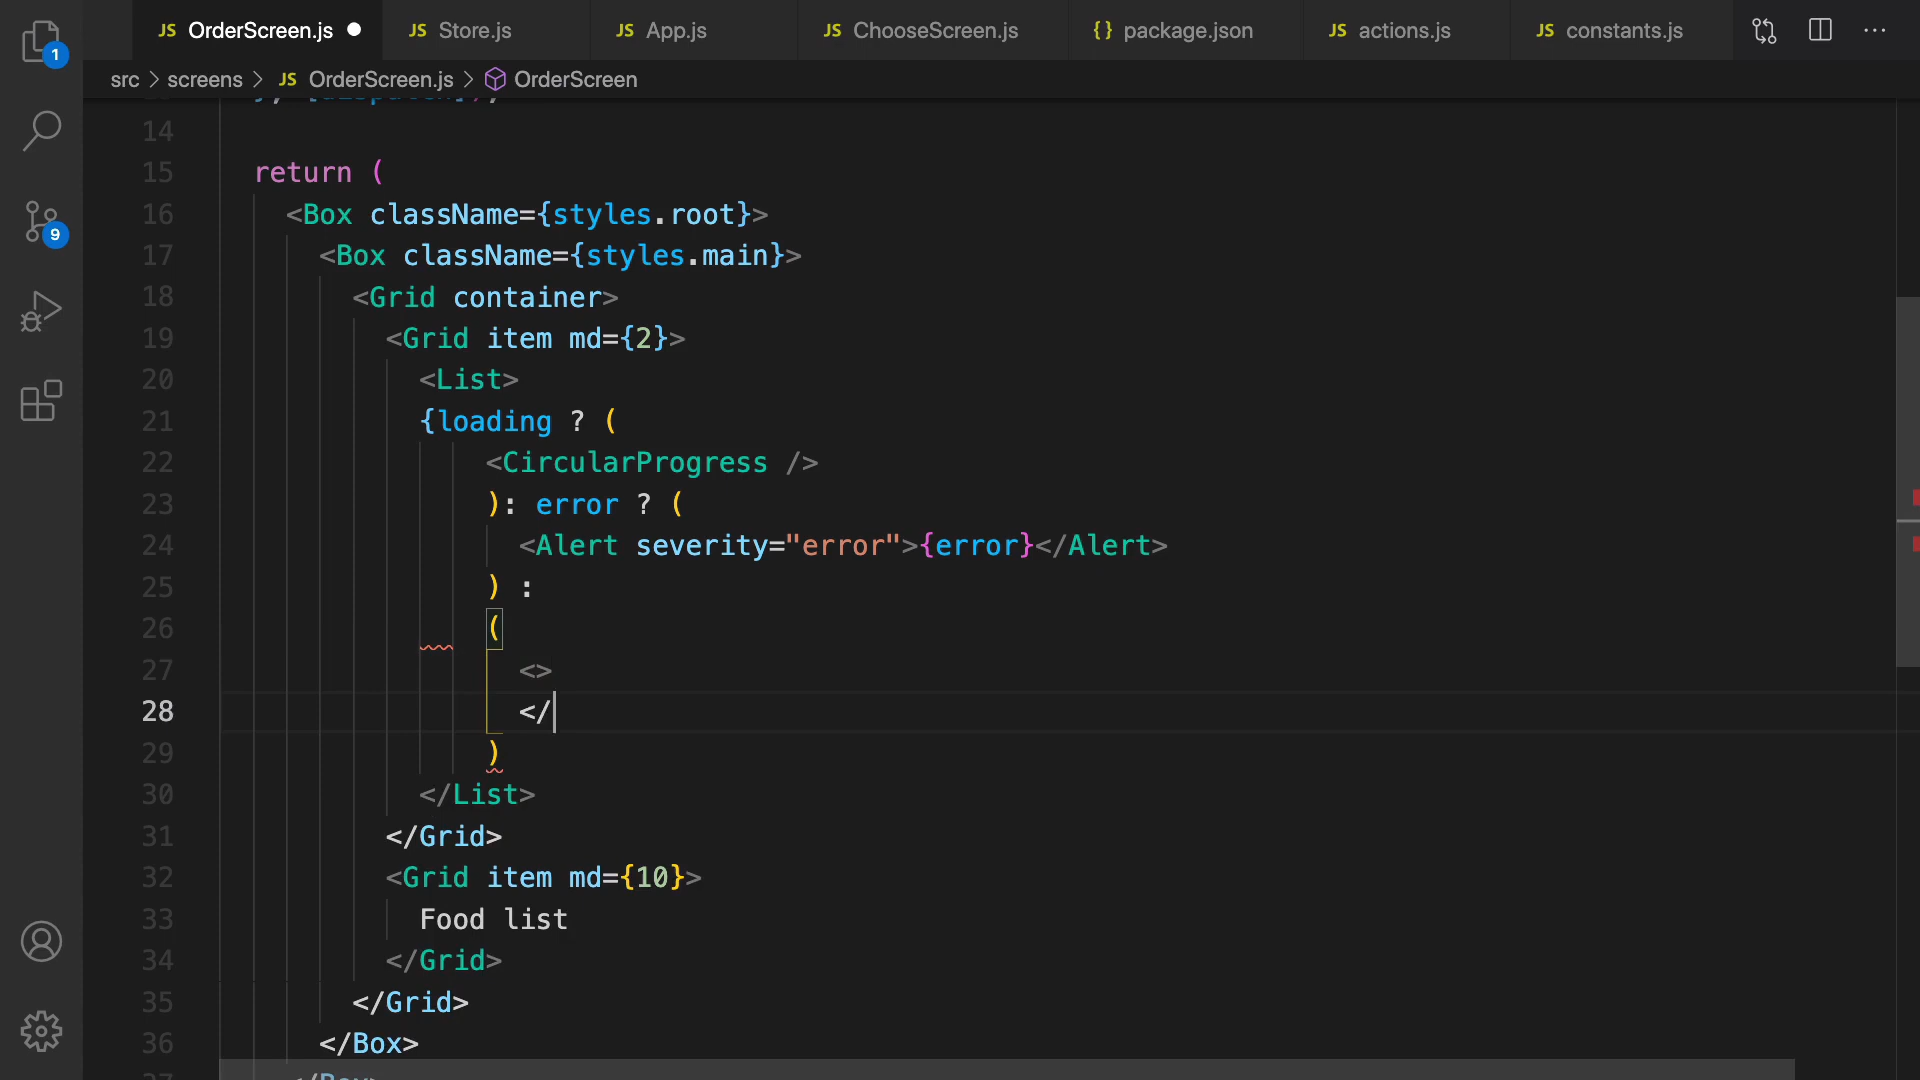 JS OrderScreen.js
JS Store.js
JS App.js
JS ChooseScreen.js
{} package.json
JS actions.js
JS constants.js
1
9
src > screens > JS OrderScreen.js > OrderScreen
14
15 return (
16 <Box className={styles.root}>
17 <Box className={styles.main}>
18 <Grid container>
19 <Grid item md={2}>
20 <List>
21 {loading ? (
22 <CircularProgress />
23 ): error ? (
24 <Alert severity="error">{error}</Alert>
25 ) :
26 (
27 <>
28 </
29 )
30 </List>
31 </Grid>
32 <Grid item md={10}>
33 Food list
34 </Grid>
35 </Grid>
36 </Box>